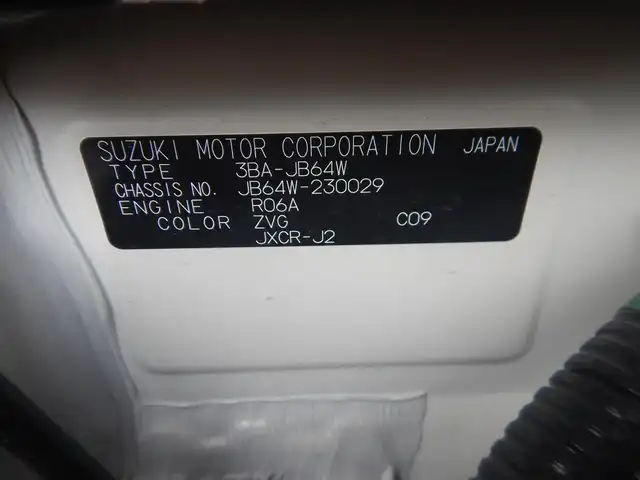 SUZUKI MOTOR CORPORATION JAPAN
TYPE 3BA-JB64W
CHASSIS NO. JB64W-230029
ENGINE R06A
COLOR ZVG C09
JXCR-J2